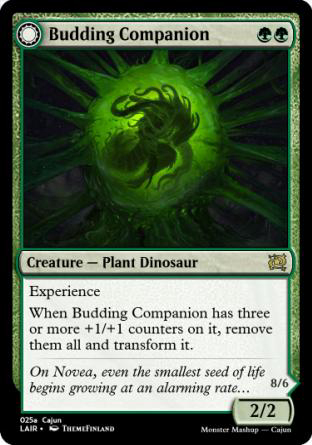 Budding Companion
Creature — Plant Dinosaur
Experience
When Budding Companion has three
or more +1/+1 counters on it, remove
them all and transform it.
On Novea, even the smallest seed of life
begins growing at an alarming rate...
8/6
2/2
025a Cajun
LAIR • ThemeFinland
Monster Mashup — Cajun